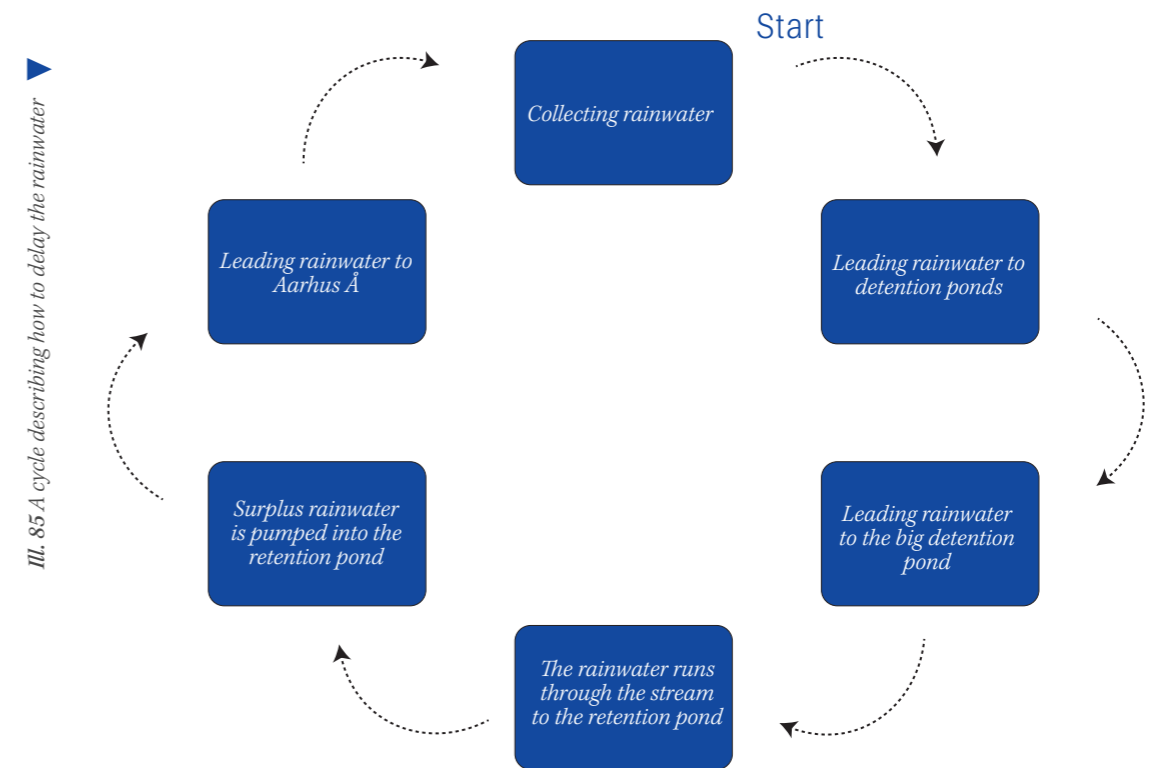 Start
Collecting rainwater
Leading rainwater to
detention ponds
Leading rainwater
to the big detention
pond
The rainwater runs
through the stream
to the retention pond
Surplus rainwater
is pumped into the
retention pond
Leading rainwater to
Aarhus Å
Ill. 85 A cycle describing how to delay the rainwater